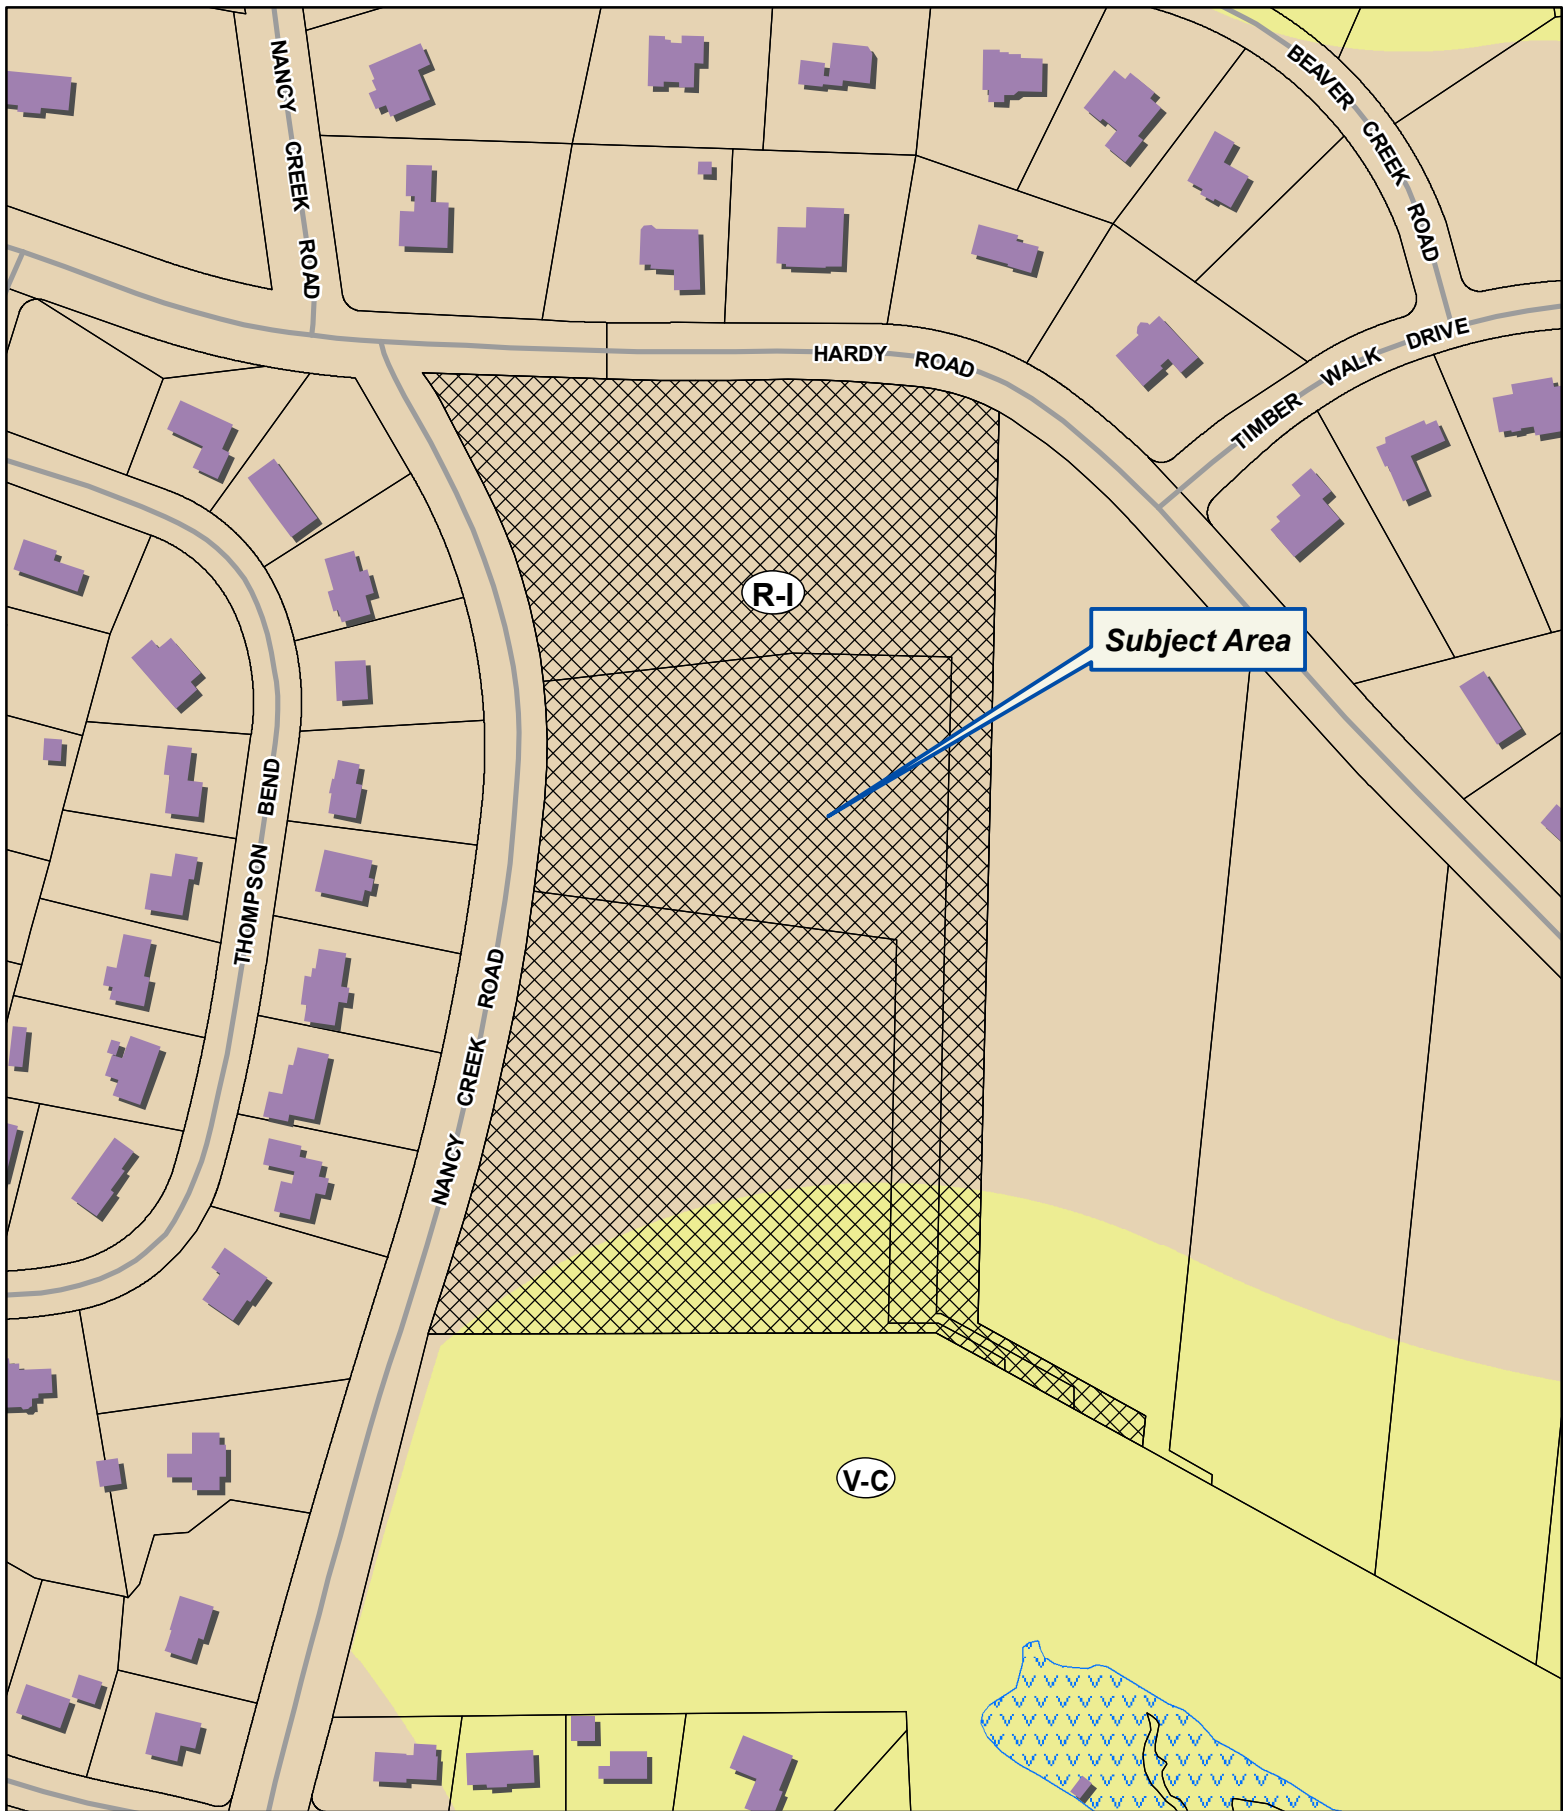 NANCY CREEK ROAD
BEAVER CREEK ROAD
HARDY ROAD
TIMBER WALK DRIVE
R-I
Subject Area
THOMPSON BEND
NANCY CREEK ROAD
V-C